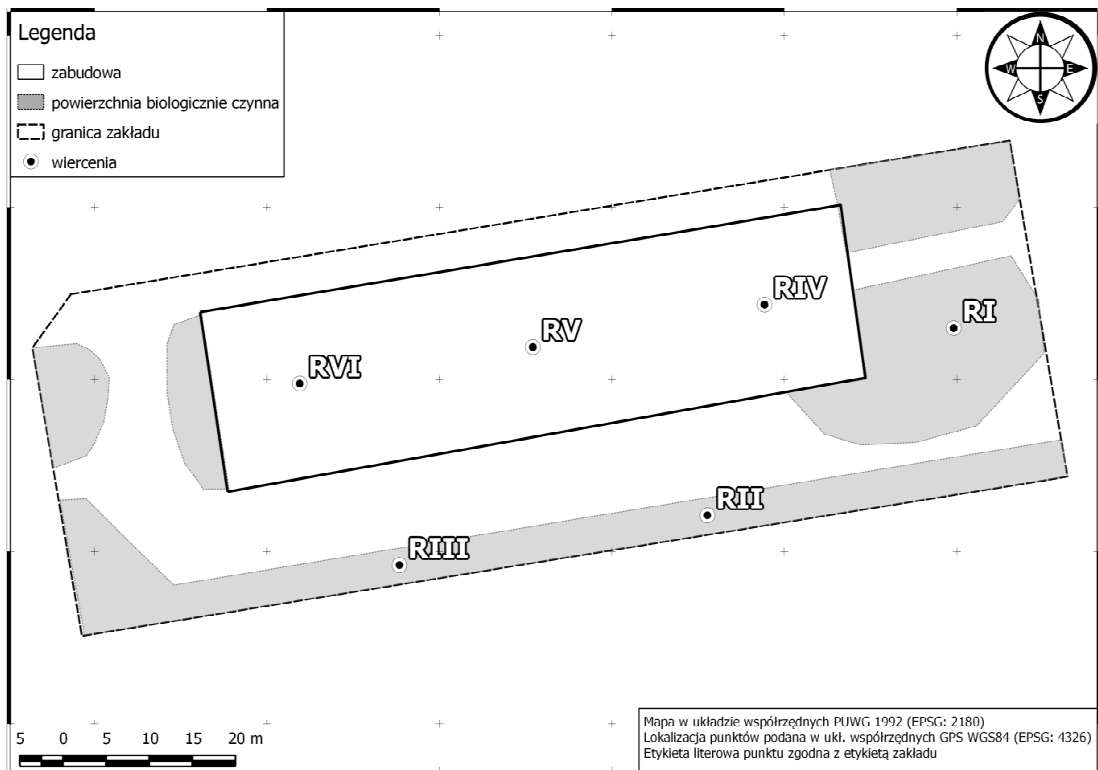 Legenda
zabudowa
powierzchnia biologicznie czynna
granica zakładu
wiercenia
N
W
E
S
RIV
RI
RV
RVI
RII
RIII
5 0 5 10 15 20 m
Mapa w układzie współrzędnych PUWG 1992 (EPSG: 2180)
Lokalizacja punktów podana w ukł. współrzędnych GPS WGS84 (EPSG: 4326)
Etykieta literowa punktu zgodna z etykietą zakładu